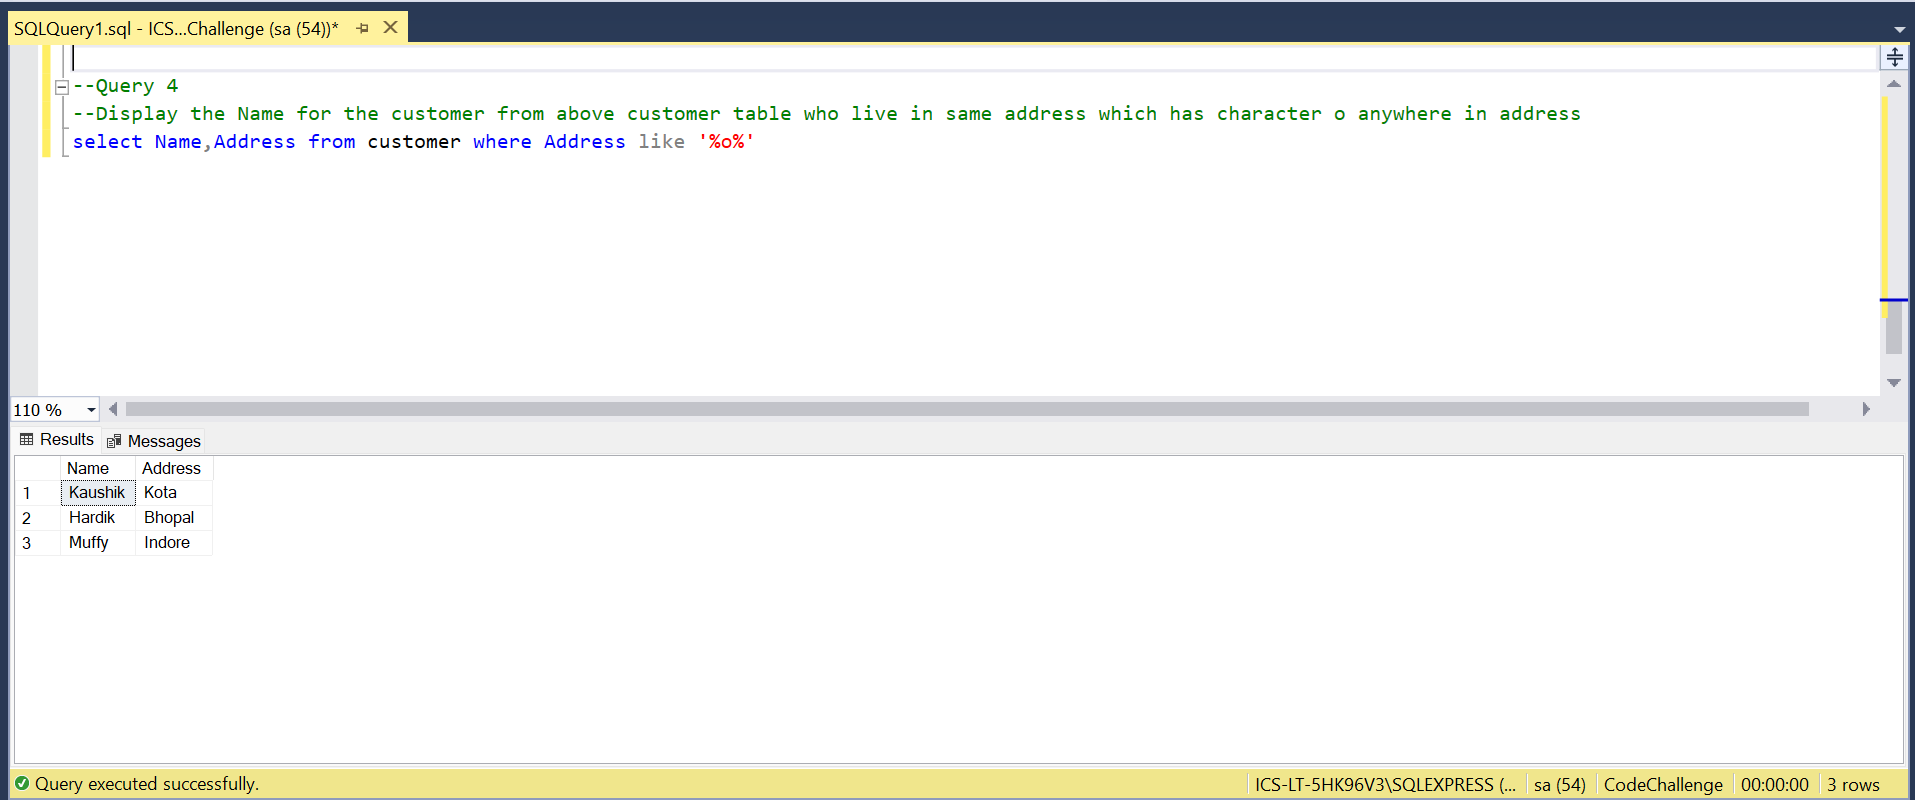 SQLQuery1.sql - ICS...Challenge (sa (54))*
--Query 4
--Display the Name for the customer from above customer table who live in same address which has character o anywhere in address
select Name,Address from customer where Address like '%o%'
110 %
Results Messages
Name Address
1 Kaushik Kota
2 Hardik Bhopal
3 Muffy Indore
Query executed successfully. ICS-LT-5HK96V3\SQLEXPRESS (... sa (54) CodeChallenge 00:00:00 3 rows